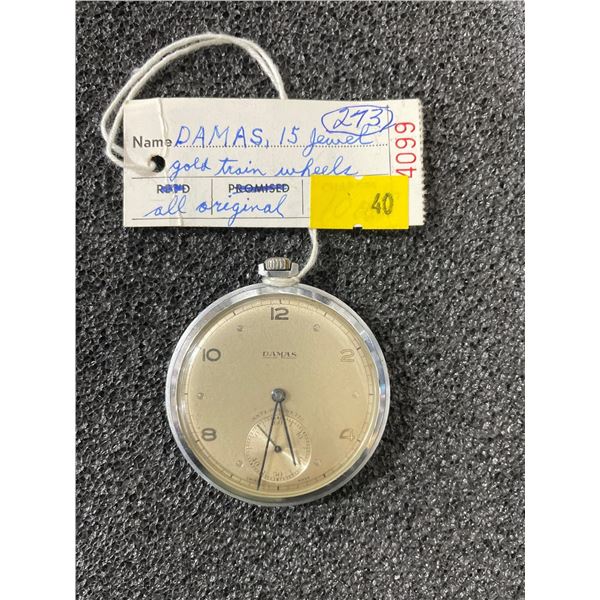 273
Name DAMAS, 15 Jewel
gold train wheels
REP'D PROMISED
all original
40
4099
12
10 2
DAMAS
8 4